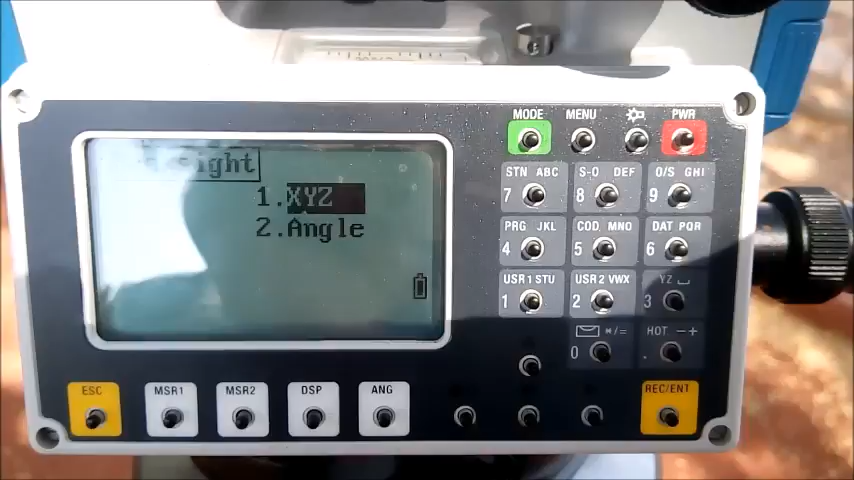 1.XYZ
2.Angle
MODE MENU PWR
STN ABC S-O DEF O/S GHI
7 8 9
PRG JKL COD MNO DAT PQR
4 5 6
USR1 STU USR2 VWX YZ
1 2 3
*/= HOT -+
0 .
ESC MSR1 MSR2 DSP ANG REC/ENT